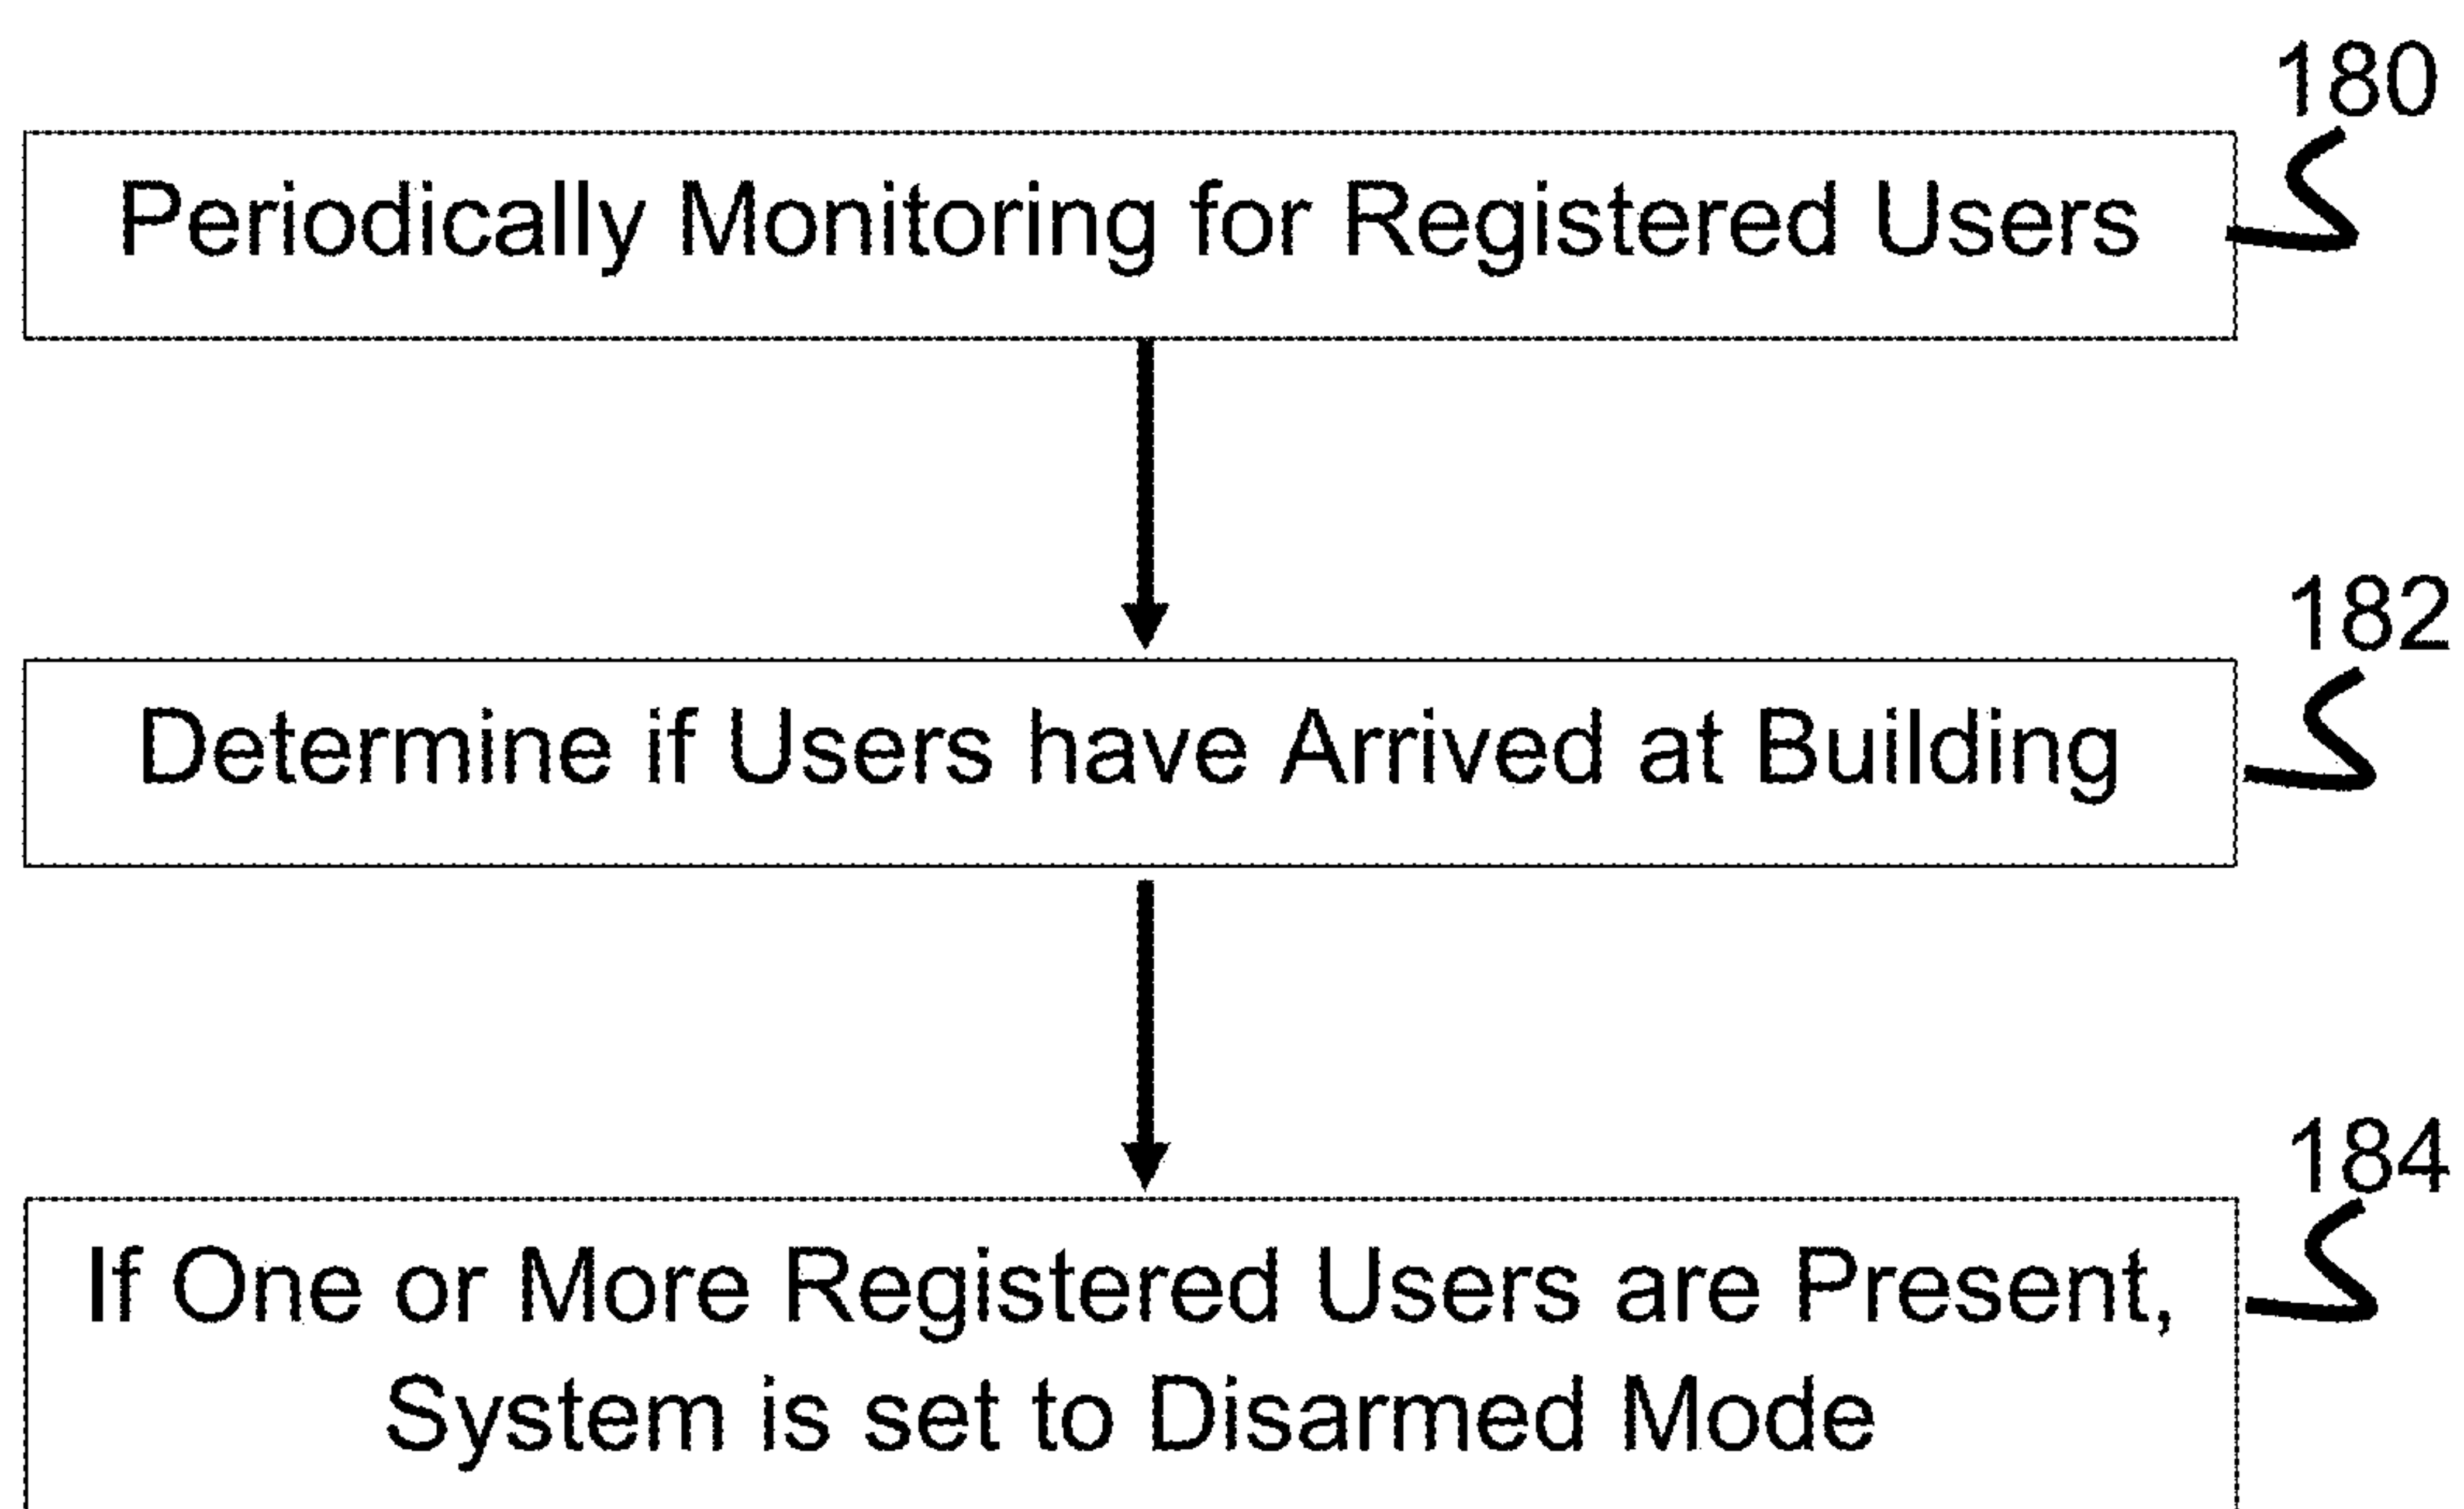 180
Periodically Monitoring for Registered Users
182
Determine if Users have Arrived at Building
184
If One or More Registered Users are Present,
System is set to Disarmed Mode